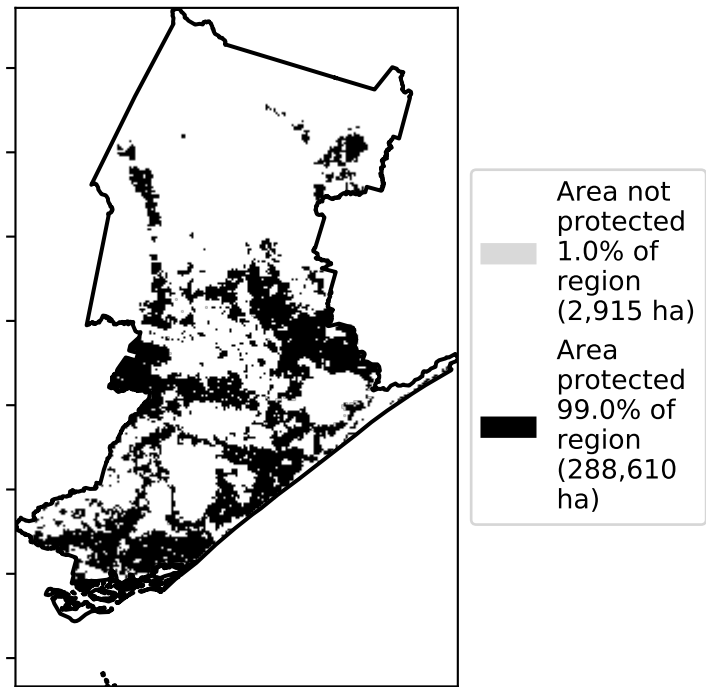 Area not
protected
1.0% of
region
(2,915 ha)
Area
protected
99.0% of
region
(288,610
ha)